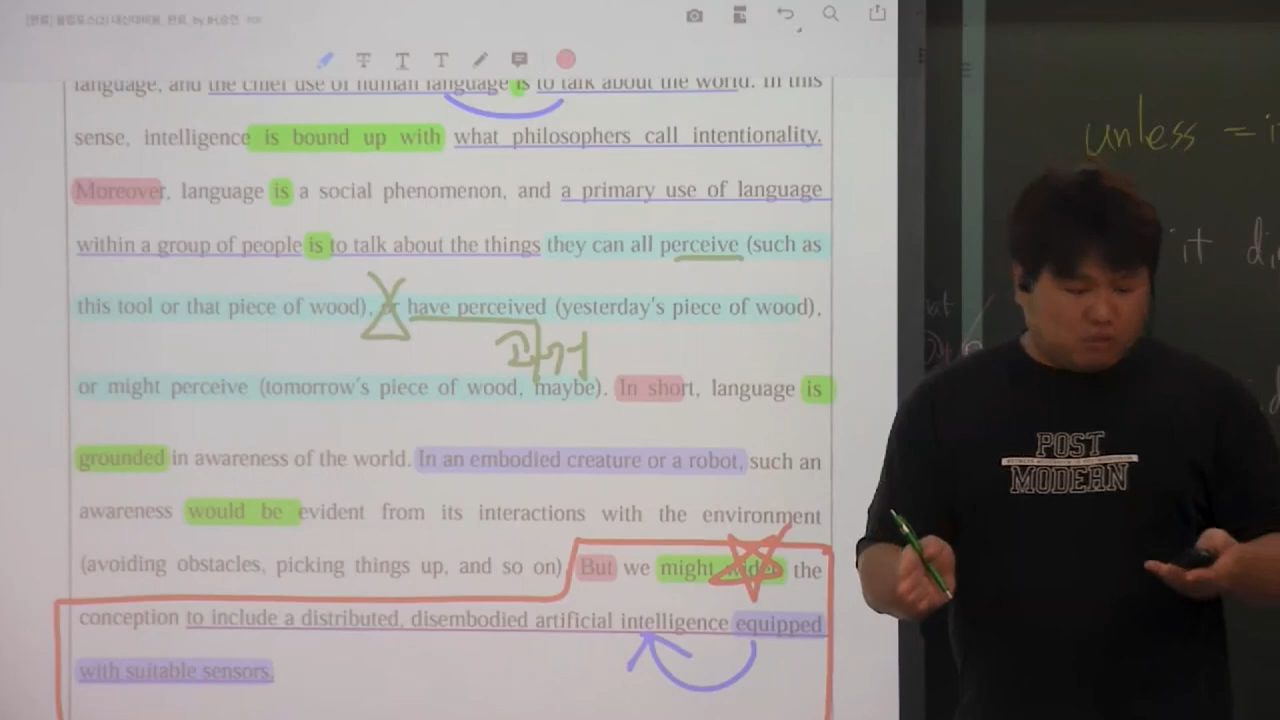 language, and the chief use of human language is to talk about the world. In this
sense, intelligence is bound up with what philosophers call intentionality.
Moreover, language is a social phenomenon, and a primary use of language
within a group of people is to talk about the things they can all perceive (such as
this tool or that piece of wood), or have perceived (yesterday's piece of wood),
과거
or might perceive (tomorrow's piece of wood, maybe). In short, language is
grounded in awareness of the world. In an embodied creature or a robot, such an
awareness would be evident from its interactions with the environment
(avoiding obstacles, picking things up, and so on). But we might widen the
conception to include a distributed, disembodied artificial intelligence equipped
with suitable sensors.
unless = i
it di
POST
MODERN